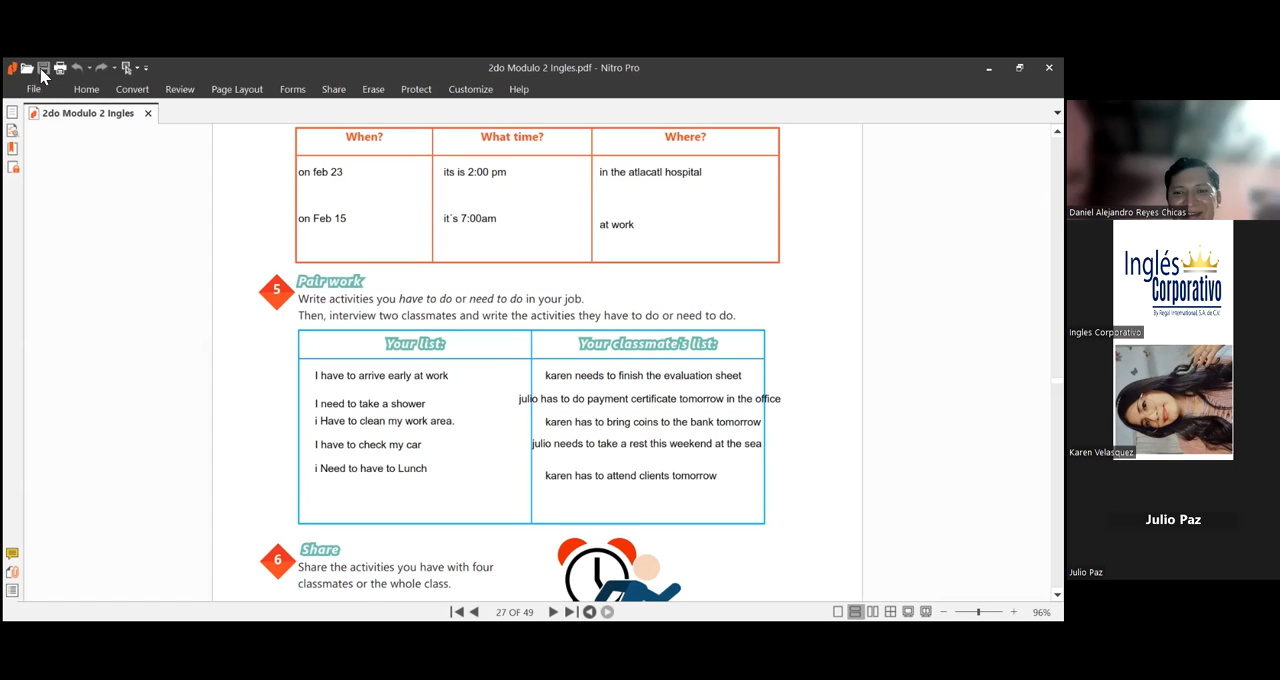 2do Modulo 2 Ingles.pdf - Nitro Pro
File Home Convert Review Page Layout Forms Share Erase Protect Customize Help
2do Modulo 2 Ingles
When? What time? Where?
on feb 23 its is 2:00 pm in the atlacatl hospital
on Feb 15 it´s 7:00am at work
5 Pair work
Write activities you have to do or need to do in your job.
Then, interview two classmates and write the activities they have to do or need to do.
Your list: Your classmate's list:
I have to arrive early at work karen needs to finish the evaluation sheet
I need to take a shower julio has to do payment certificate tomorrow in the office
i Have to clean my work area. karen has to bring coins to the bank tomorrow
I have to check my car julio needs to take a rest this weekend at the sea
i Need to have to Lunch karen has to attend clients tomorrow
6 Share
Share the activities you have with four
classmates or the whole class.
27 OF 49 96%
Daniel Alejandro Reyes Chicas
Inglés
Corporativo
By Regal International, S.A. de C.V.
Ingles Corporativo
Karen Velasquez
Julio Paz
Julio Paz